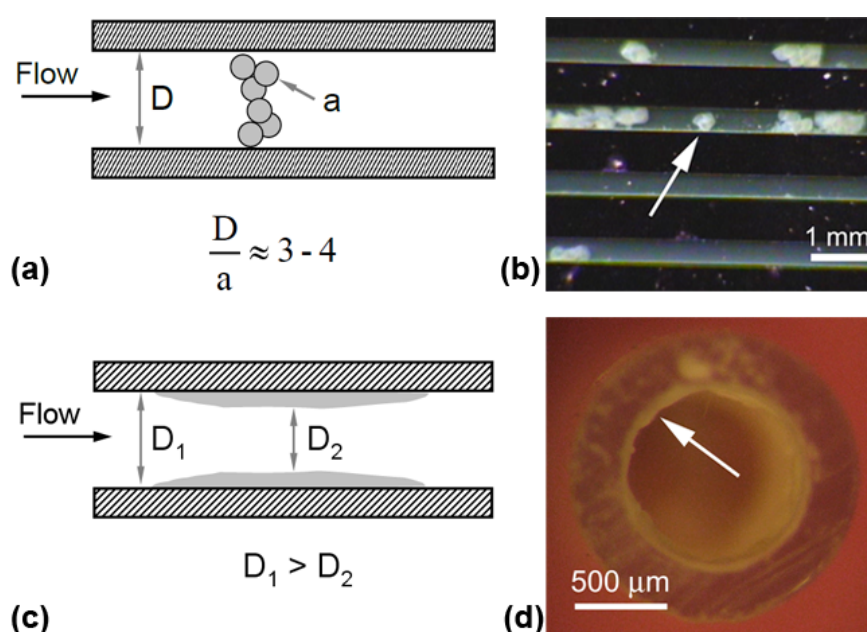 Flow
D
a
D
a
≈ 3 - 4
(a)
(b)
1 mm
Flow
D1
D2
D1 > D2
(c)
(d)
500 μm